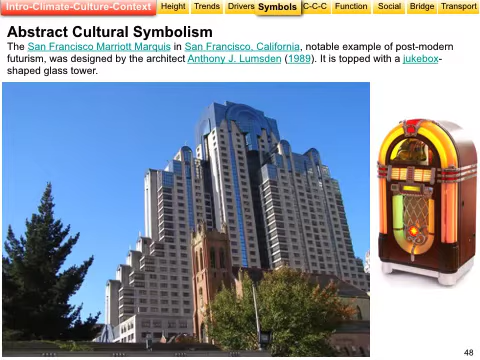 Intro-Climate-Culture-Context Height Trends Drivers Symbols C-C-C Function Social Bridge Transport
Abstract Cultural Symbolism
The San Francisco Marriott Marquis in San Francisco, California, notable example of post-modern
futurism, was designed by the architect Anthony J. Lumsden (1989). It is topped with a jukebox-
shaped glass tower.
48